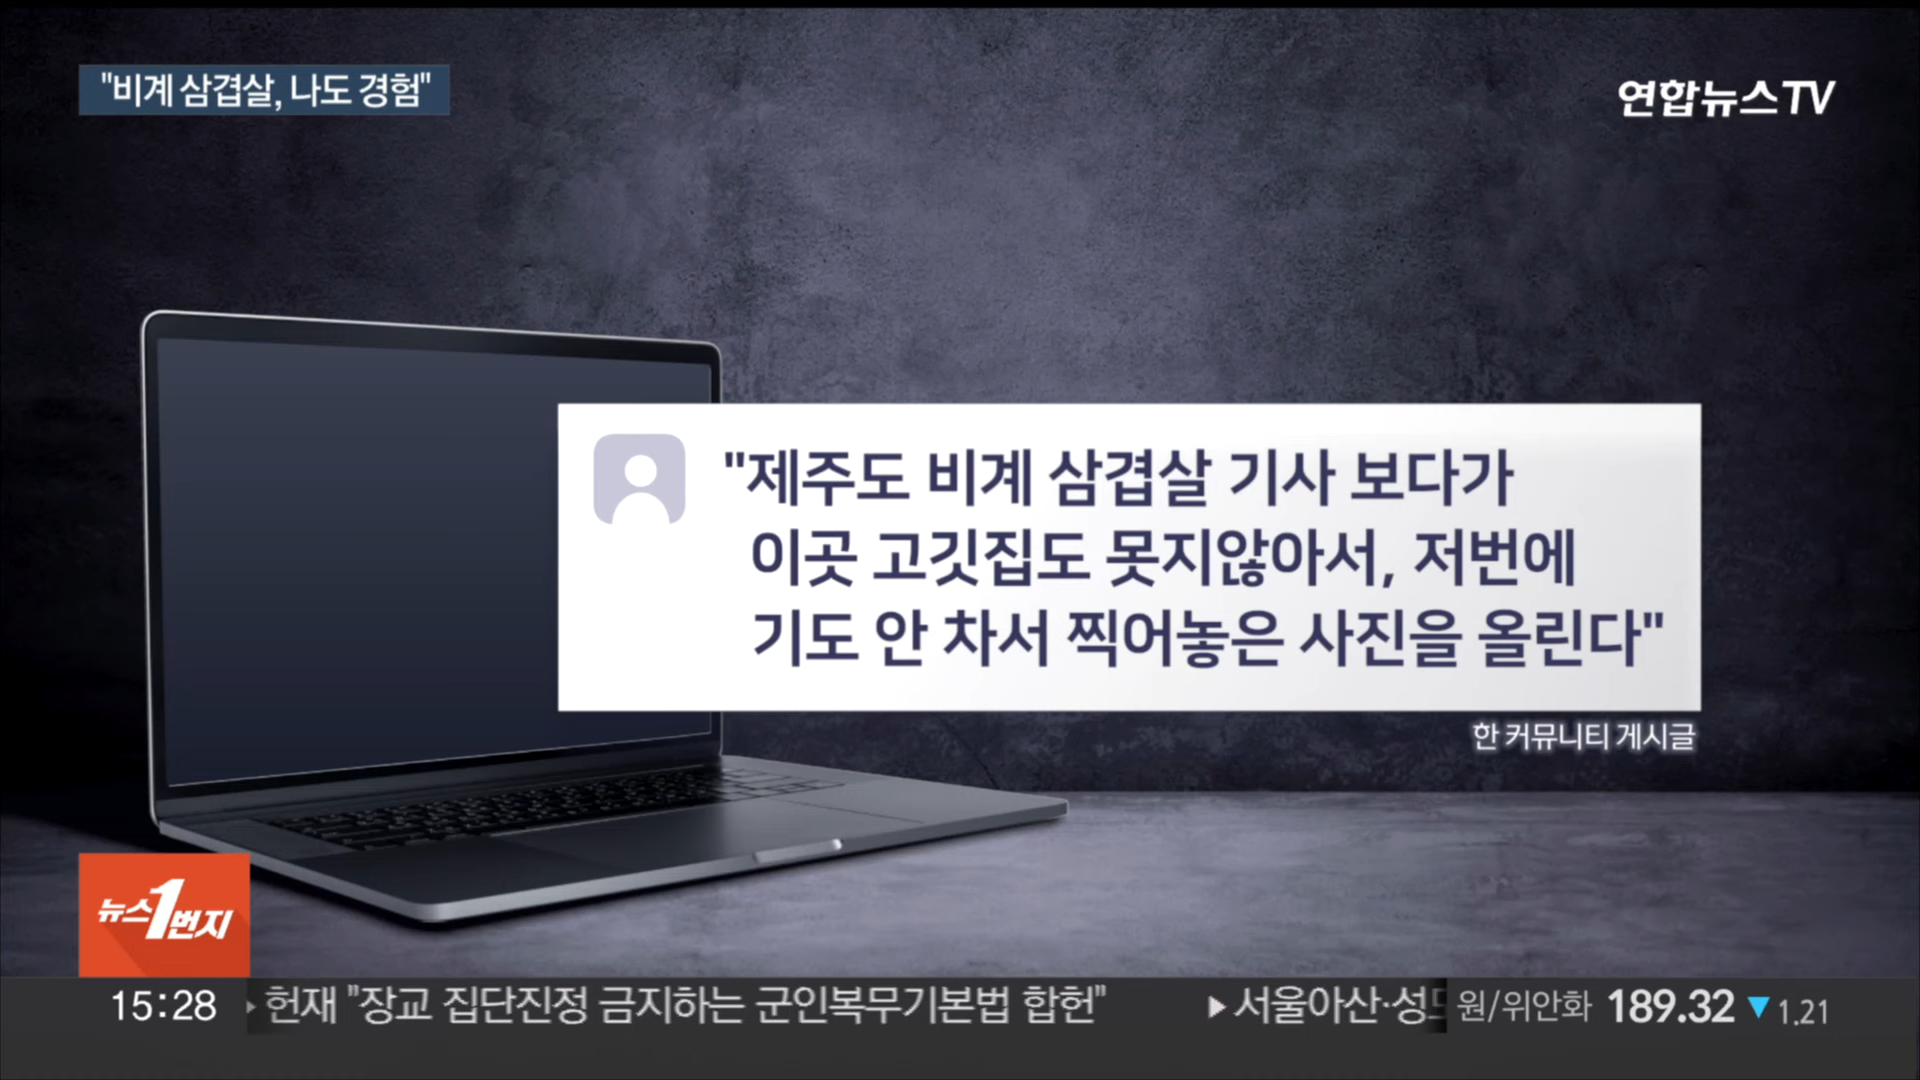 "비계 삼겹살, 나도 경험"
연합뉴스TV
"제주도 비계 삼겹살 기사 보다가
이곳 고깃집도 못지않아서, 저번에
기도 안 차서 찍어놓은 사진을 올린다"
한 커뮤니티 게시글
뉴스1번지
15:28 ▶헌재 "장교 집단진정 금지하는 군인복무기본법 합헌" ▶서울아산·성 원/위안화 189.32 ▼1.21